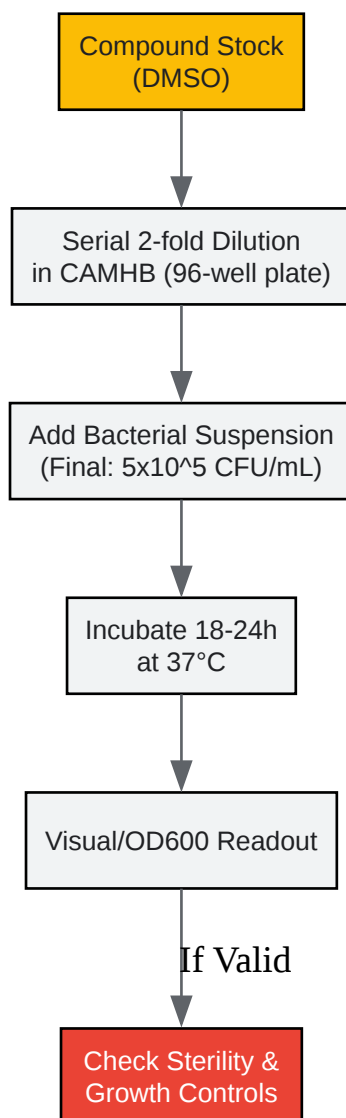 Compound Stock
(DMSO)
Serial 2-fold Dilution
in CAMHB (96-well plate)
Add Bacterial Suspension
(Final: 5x10^5 CFU/mL)
Incubate 18-24h
at 37°C
Visual/OD600 Readout
If Valid
Check Sterility &
Growth Controls